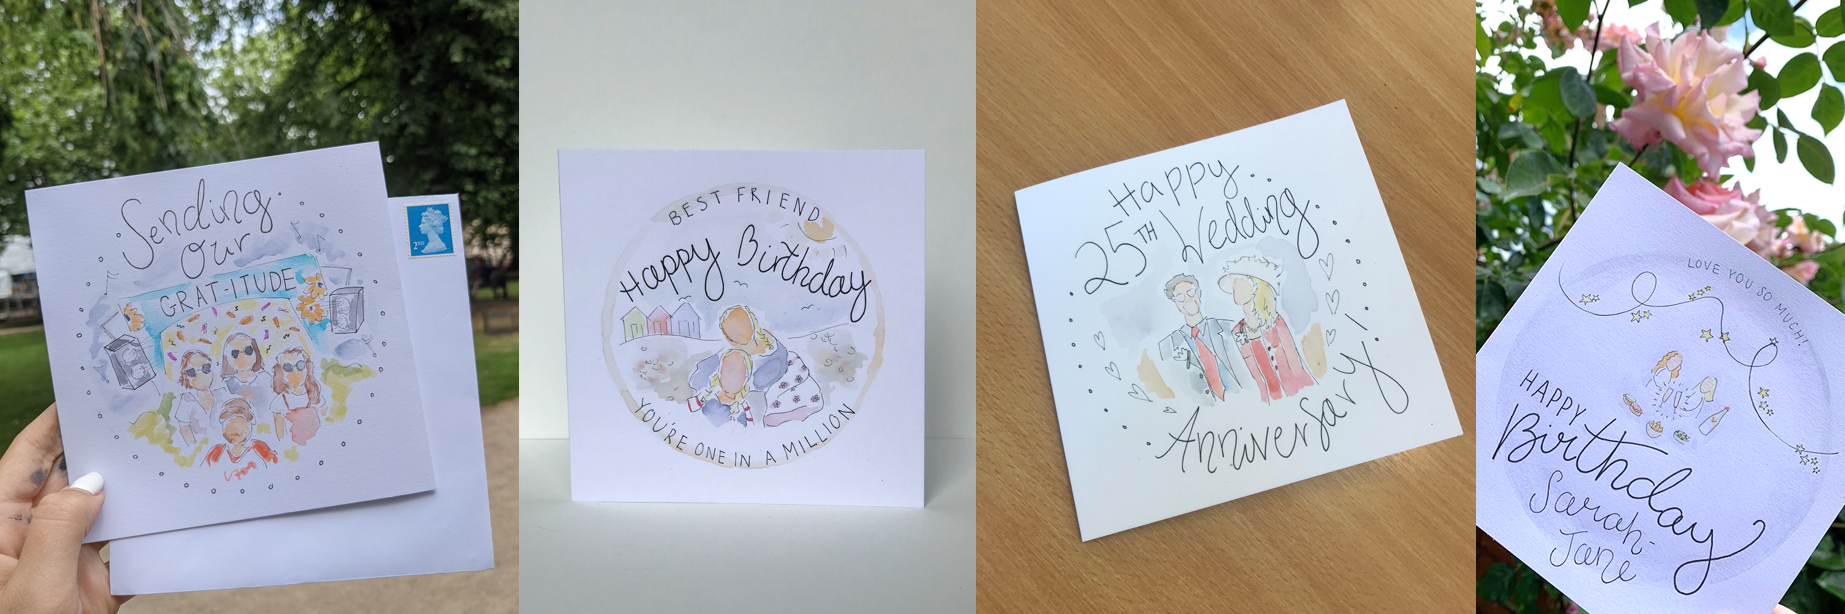 Sending
our
GRAT-ITUDE
2ND
BEST FRIEND
Happy Birthday
YOU'RE ONE IN A MILLION
Happy
25TH Wedding
Anniversary!
LOVE YOU SO MUCH!
HAPPY
Birthday
Sarah-
Jane